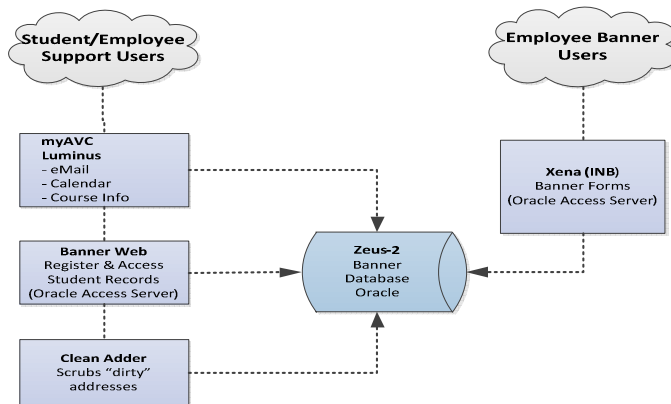 Student/Employee
Support Users
Employee Banner
Users
myAVC
Luminus
- eMail
- Calendar
- Course Info
Xena (INB)
Banner Forms
(Oracle Access Server)
Banner Web
Register & Access
Student Records
(Oracle Access Server)
Zeus-2
Banner
Database
Oracle
Clean Adder
Scrubs “dirty”
addresses